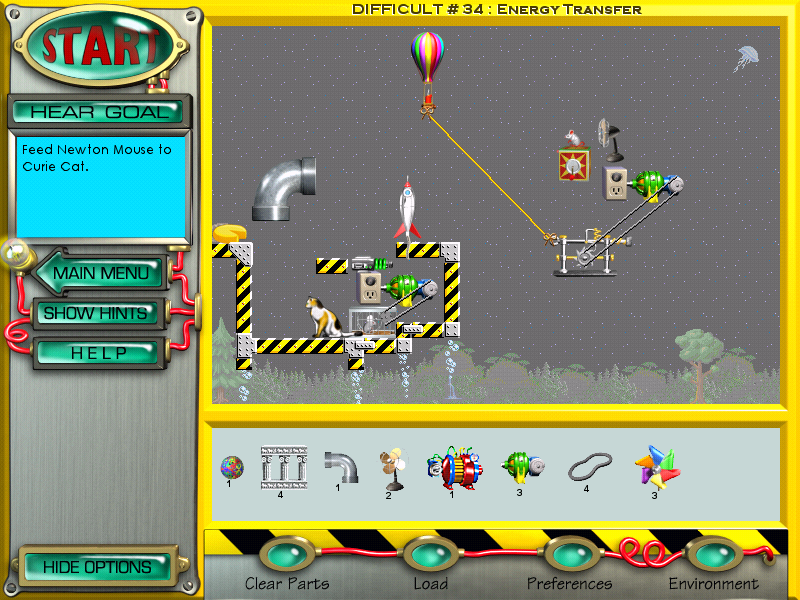 DIFFICULT # 34 : ENERGY TRANSFER
START
HEAR GOAL
Feed Newton Mouse to
Curie Cat.
MAIN MENU
SHOW HINTS
HELP
HIDE OPTIONS
1
4
1
2
1
3
4
3
Clear Parts
Load
Preferences
Environment